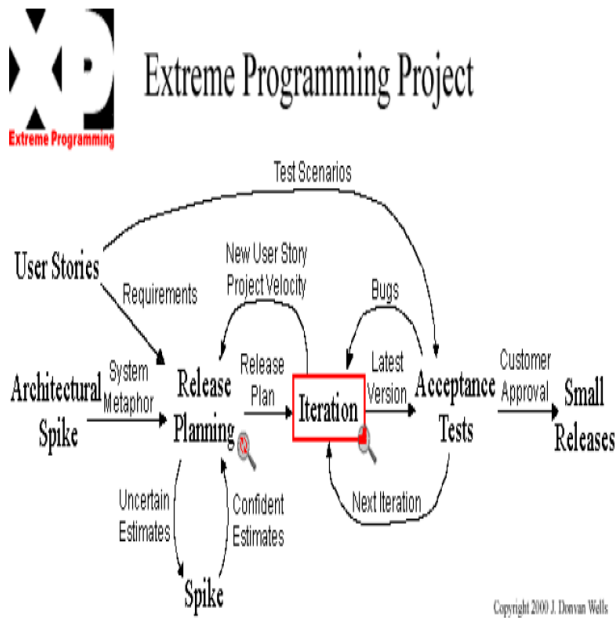 XP
Extreme Programming
Extreme Programming Project
Test Scenarios
User Stories
New User Story
Project Velocity
Bugs
Requirements
Architectural
Spike
System
Metaphor
Release
Planning
Release
Plan
Iteration
Latest
Version
Acceptance
Tests
Customer
Approval
Small
Releases
Uncertain
Estimates
Confident
Estimates
Next Iteration
Spike
Copyright 2000 J. Donvan Wells